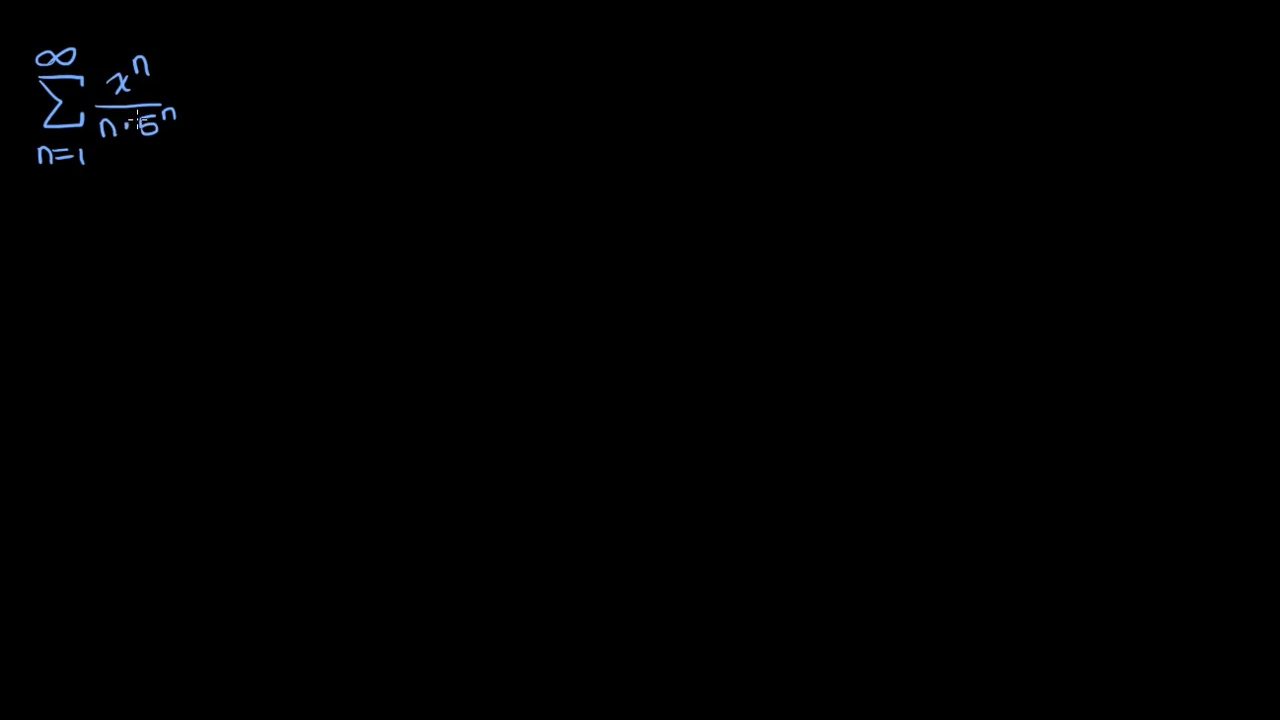 ∞
∑ xⁿ / n·5ⁿ
n=1